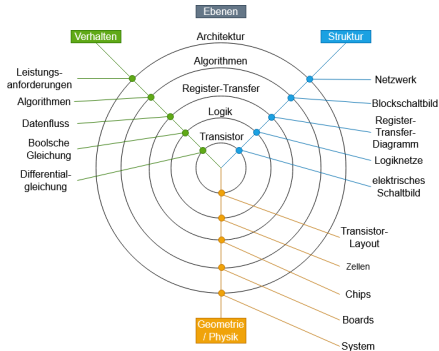 Ebenen
Verhalten
Struktur
Architektur
Algorithmen
Register-Transfer
Logik
Transistor
Leistungs-
anforderungen
Algorithmen
Datenfluss
Boolsche
Gleichung
Differential-
gleichung
Netzwerk
Blockschaltbild
Register-
Transfer-
Diagramm
Logiknetze
elektrisches
Schaltbild
Transistor-
Layout
Zellen
Chips
Boards
System
Geometrie
/ Physik